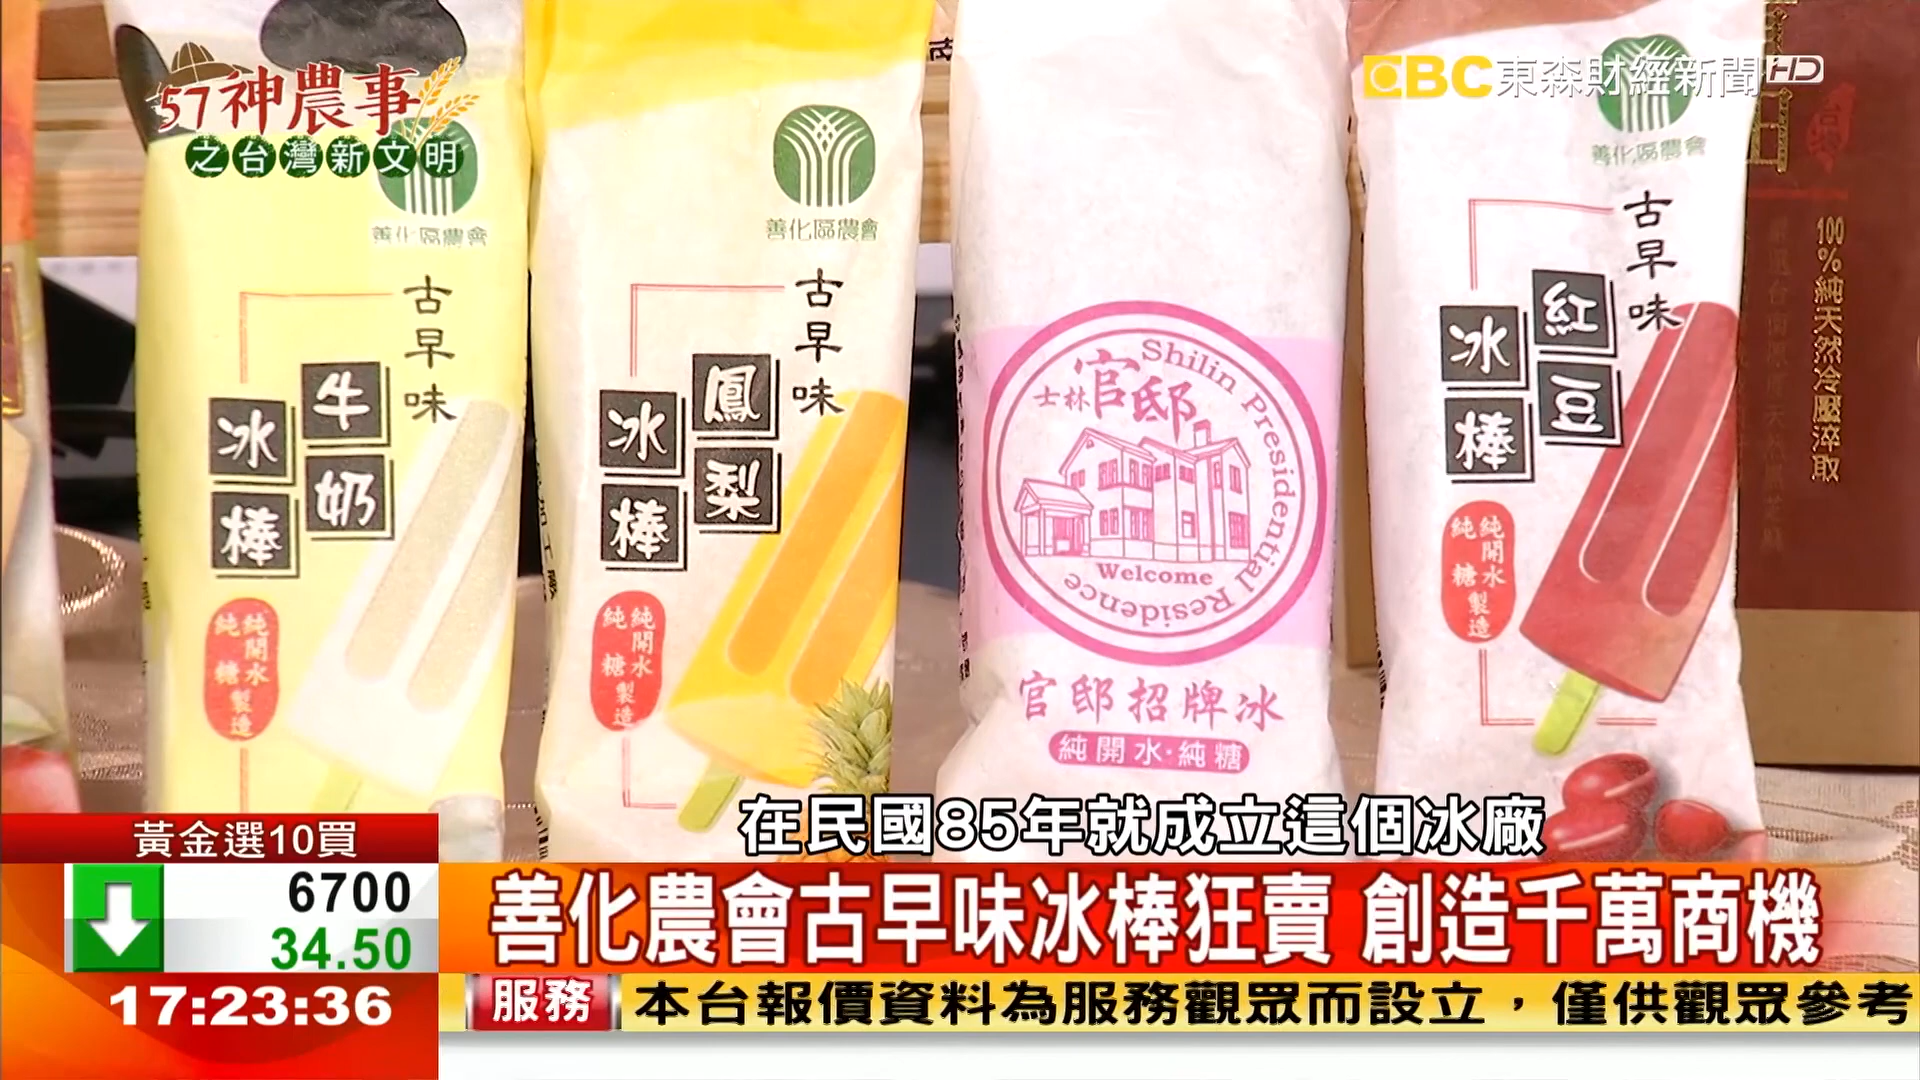 57神農事
之台灣新文明
EBC東森財經新聞HD
善化區農會
古早味
牛奶
冰棒
純開水
純糖製造
善化區農會
古早味
鳳梨
冰棒
純開水
純糖製造
Shilin Presidential Residence
士林官邸
Welcome
官邸招牌冰
純開水·純糖
善化區農會
古早味
紅豆
冰棒
純開水
純糖製造
100%純天然冷壓淬取
在民國85年就成立這個冰廠
黃金選10買
6700
34.50
17:23:36
善化農會古早味冰棒狂賣 創造千萬商機
服務
本台報價資料為服務觀眾而設立，僅供觀眾參考